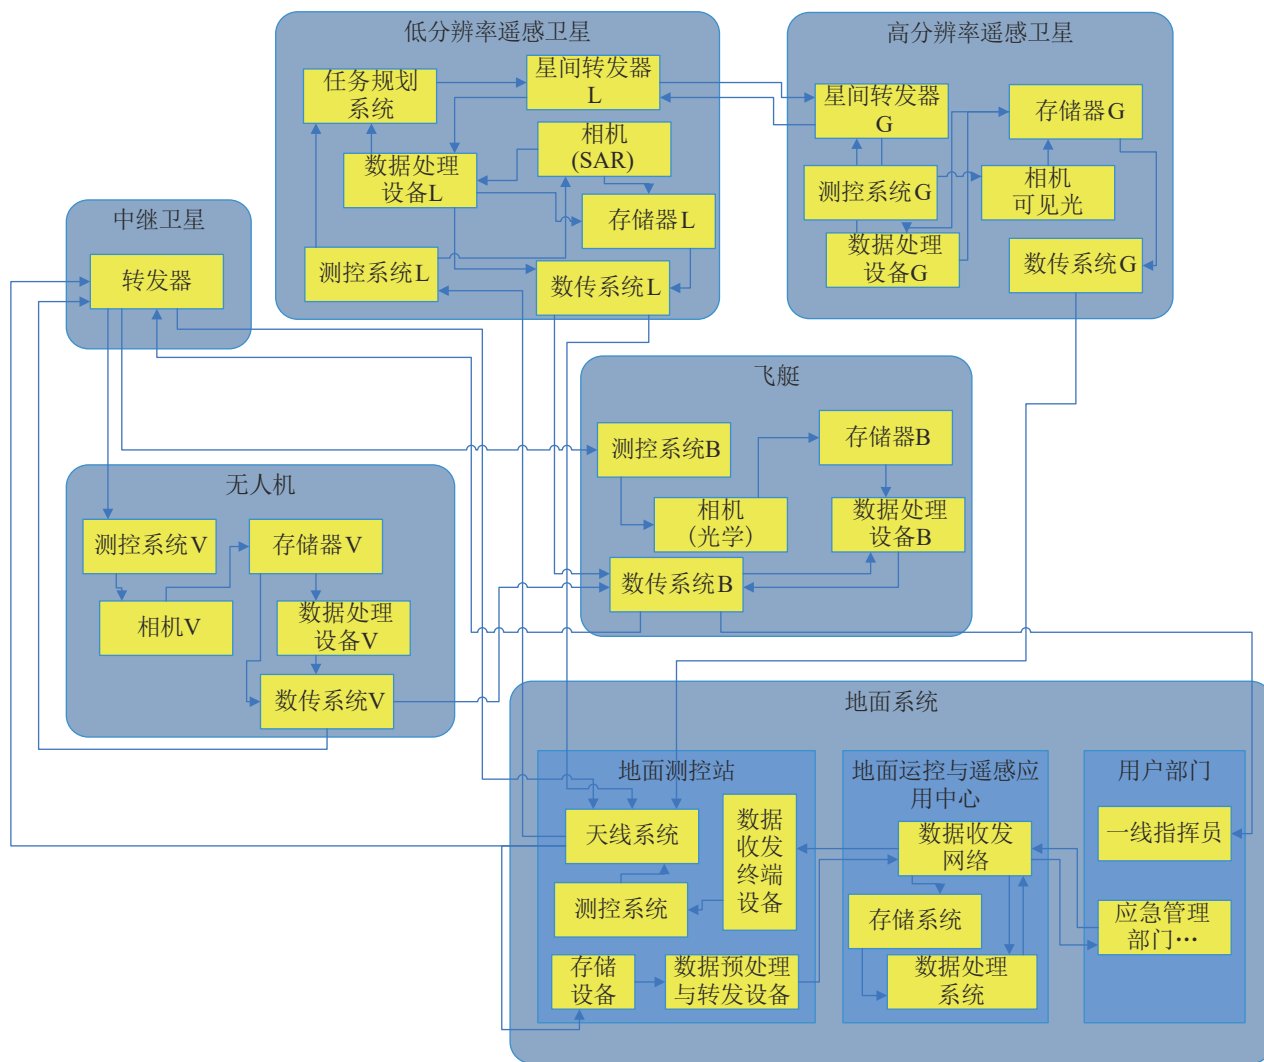 低分辨率遥感卫星
任务规划
系统
星间转发器
L
相机
(SAR)
数据处理
设备L
存储器L
测控系统L
数传系统L
高分辨率遥感卫星
星间转发器
G
存储器G
测控系统G
相机
可见光
数据处理
设备G
数传系统G
中继卫星
转发器
飞艇
测控系统B
存储器B
相机
（光学）
数据处理
设备B
数传系统B
无人机
测控系统V
存储器V
相机V
数据处理
设备V
数传系统V
地面系统
地面测控站
天线系统
数据
收发
终端
设备
测控系统
存储
设备
数据预处理
与转发设备
地面运控与遥感应
用中心
数据收发
网络
存储系统
数据处理
系统
用户部门
一线指挥员
应急管理
部门…